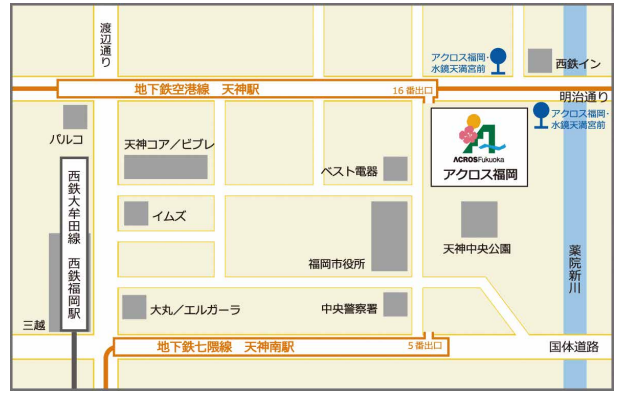 渡辺通り
アクロス福岡・
水鏡天満宮前
西鉄イン
地下鉄空港線　天神駅
16番出口
明治通り
アクロス福岡・
水鏡天満宮前
パルコ
天神コア／ビブレ
ベスト電器
ACROS Fukuoka
アクロス福岡
西鉄大牟田線　西鉄福岡駅
イムズ
福岡市役所
天神中央公園
薬院新川
三越
大丸／エルガーラ
中央警察署
地下鉄七隈線　天神南駅
5番出口
国体道路